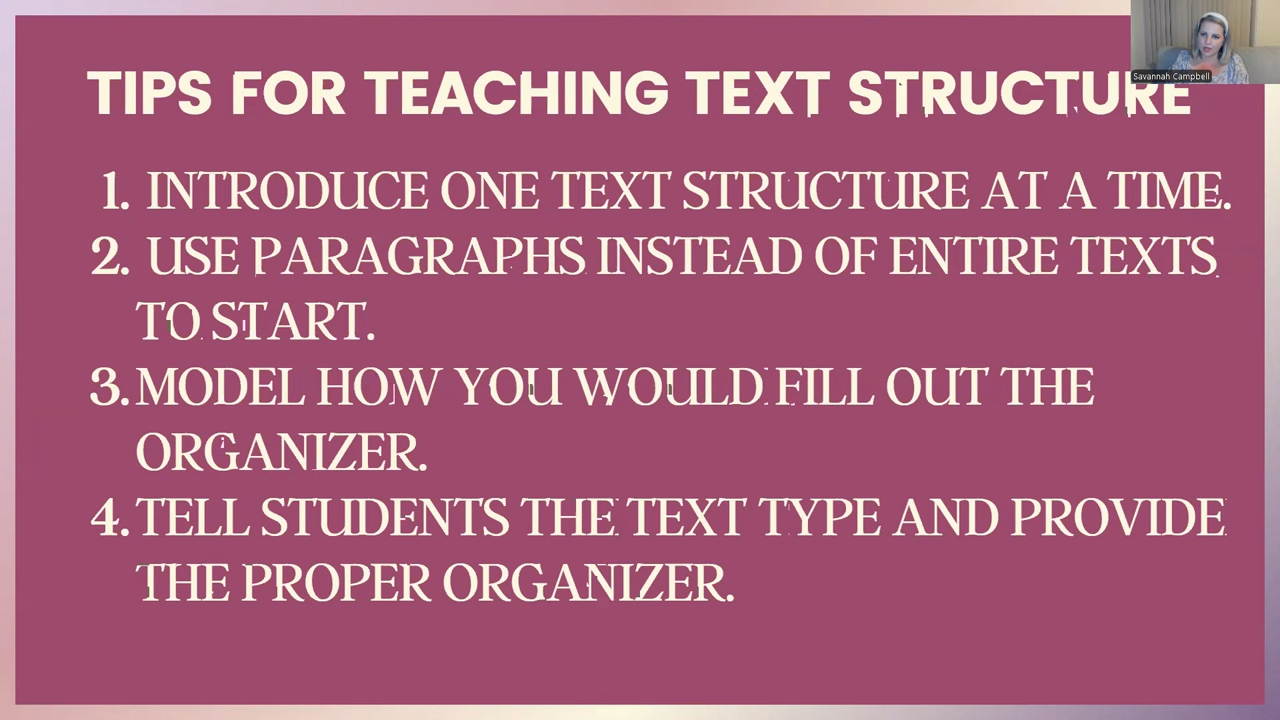 Savannah Campbell
TIPS FOR TEACHING TEXT STRUCTURE
1. INTRODUCE ONE TEXT STRUCTURE AT A TIME.
2. USE PARAGRAPHS INSTEAD OF ENTIRE TEXTS
TO START.
3. MODEL HOW YOU WOULD FILL OUT THE
ORGANIZER.
4. TELL STUDENTS THE TEXT TYPE AND PROVIDE
THE PROPER ORGANIZER.